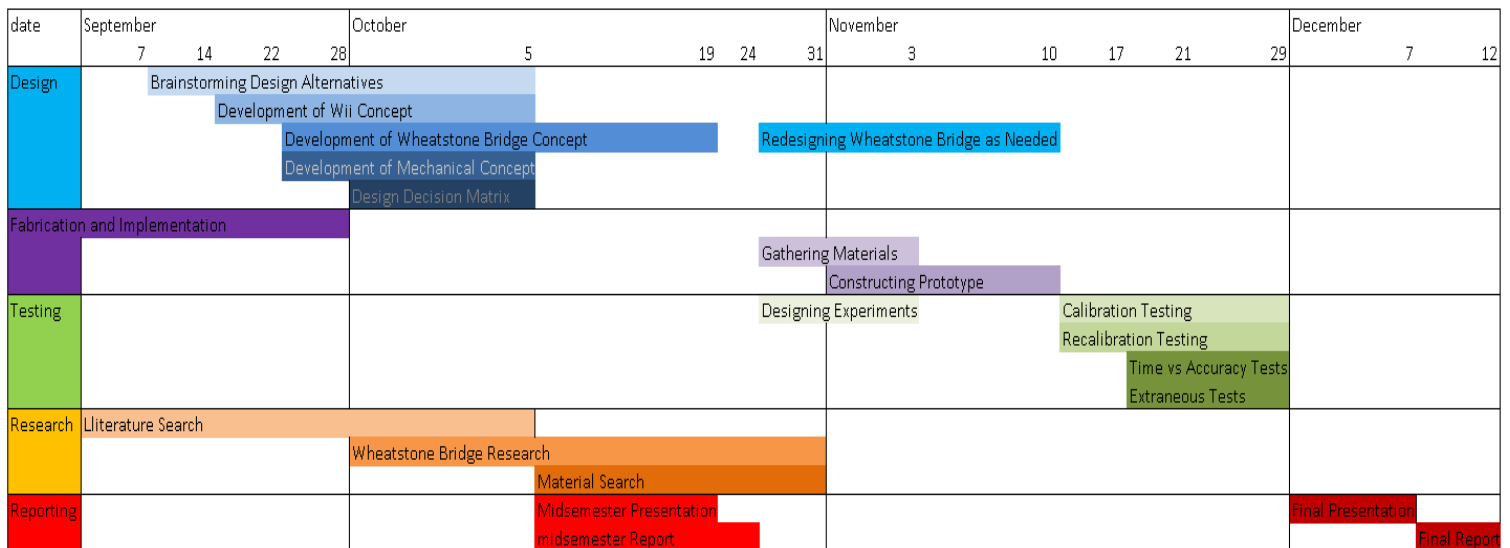 date September October November December
7 14 22 28 5 19 24 31 3 10 17 21 29 7 12
Design Brainstorming Design Alternatives
Development of Wii Concept
Development of Wheatstone Bridge Concept Redesigning Wheatstone Bridge as Needed
Development of Mechanical Concept
Design Decision Matrix
Fabrication and Implementation
Gathering Materials
Constructing Prototype
Testing Designing Experiments Calibration Testing
Recalibration Testing
Time vs Accuracy Tests
Extraneous Tests
Research Lliterature Search
Wheatstone Bridge Research
Material Search
Reporting Midsemester Presentation Final Presentation
midsemester Report Final Report